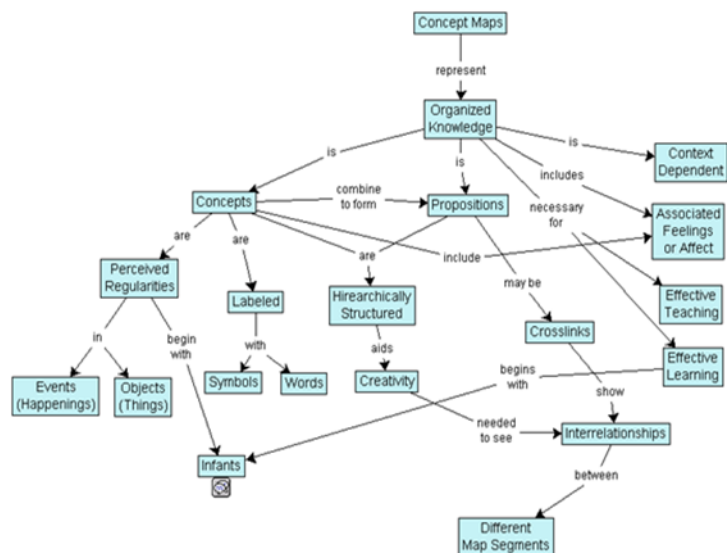 Concept Maps
represent
Organized
Knowledge
is
is
is
includes
necessary
for
Context
Dependent
Concepts
combine
to form
Propositions
Associated
Feelings
or Affect
are
are
are
include
Perceived
Regularities
Labeled
Hirearchically
Structured
may be
Effective
Teaching
in
begin
with
with
aids
Crosslinks
Effective
Learning
Events
(Happenings)
Objects
(Things)
Symbols
Words
Creativity
begins
with
show
needed
to see
Interrelationships
Infants
between
Different
Map Segments